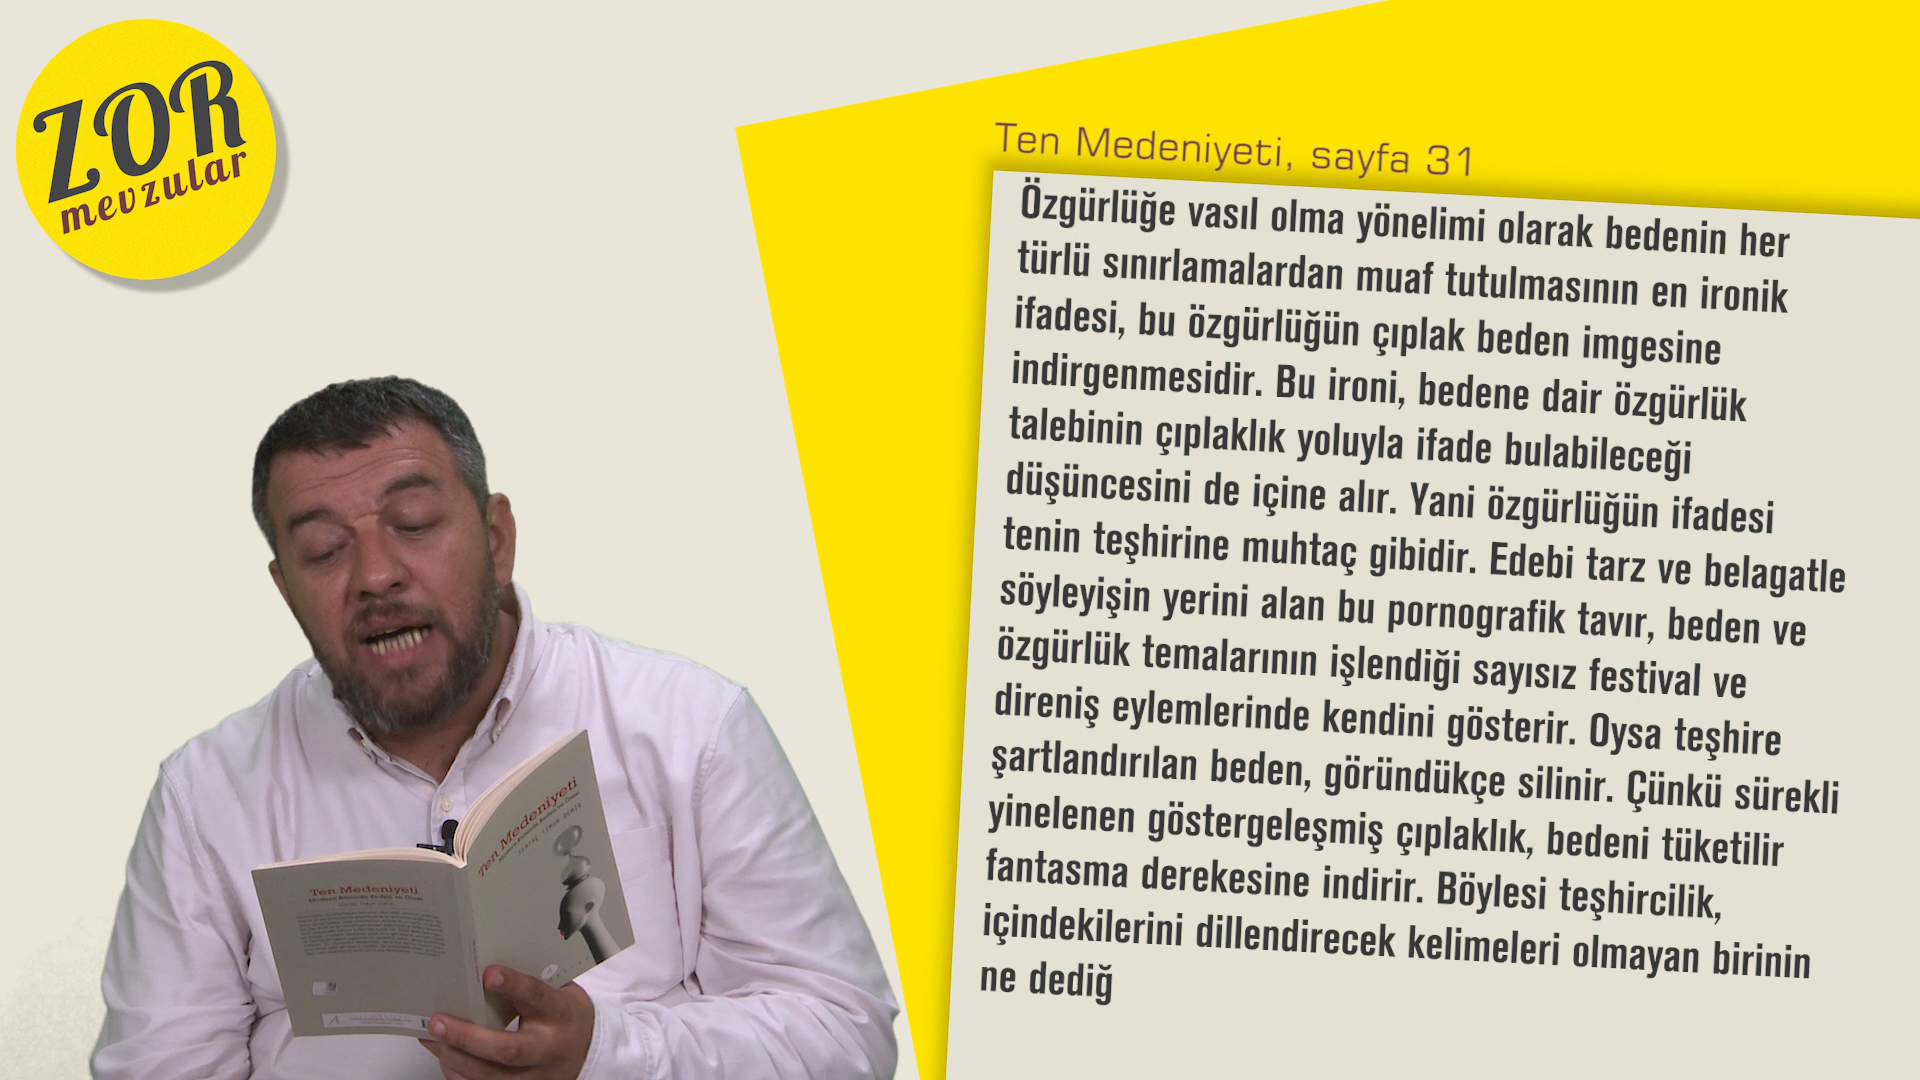 ZOR
mevzular
Ten Medeniyeti, sayfa 31
Özgürlüğe vasıl olma yönelimi olarak bedenin her
türlü sınırlamalardan muaf tutulmasının en ironik
ifadesi, bu özgürlüğün çıplak beden imgesine
indirgenmesidir. Bu ironi, bedene dair özgürlük
talebinin çıplaklık yoluyla ifade bulabileceği
düşüncesini de içine alır. Yani özgürlüğün ifadesi
tenin teşhirine muhtaç gibidir. Edebi tarz ve belagatle
söyleyişin yerini alan bu pornografik tavır, beden ve
özgürlük temalarının işlendiği sayısız festival ve
direniş eylemlerinde kendini gösterir. Oysa teşhire
şartlandırılan beden, göründükçe silinir. Çünkü sürekli
yinelenen göstergeleşmiş çıplaklık, bedeni tüketilir
fantasma derekesine indirir. Böylesi teşhircilik,
içindekilerini dillendirecek kelimeleri olmayan birinin
ne dediğ
Ten Medeniyeti
Ten Medeniyeti